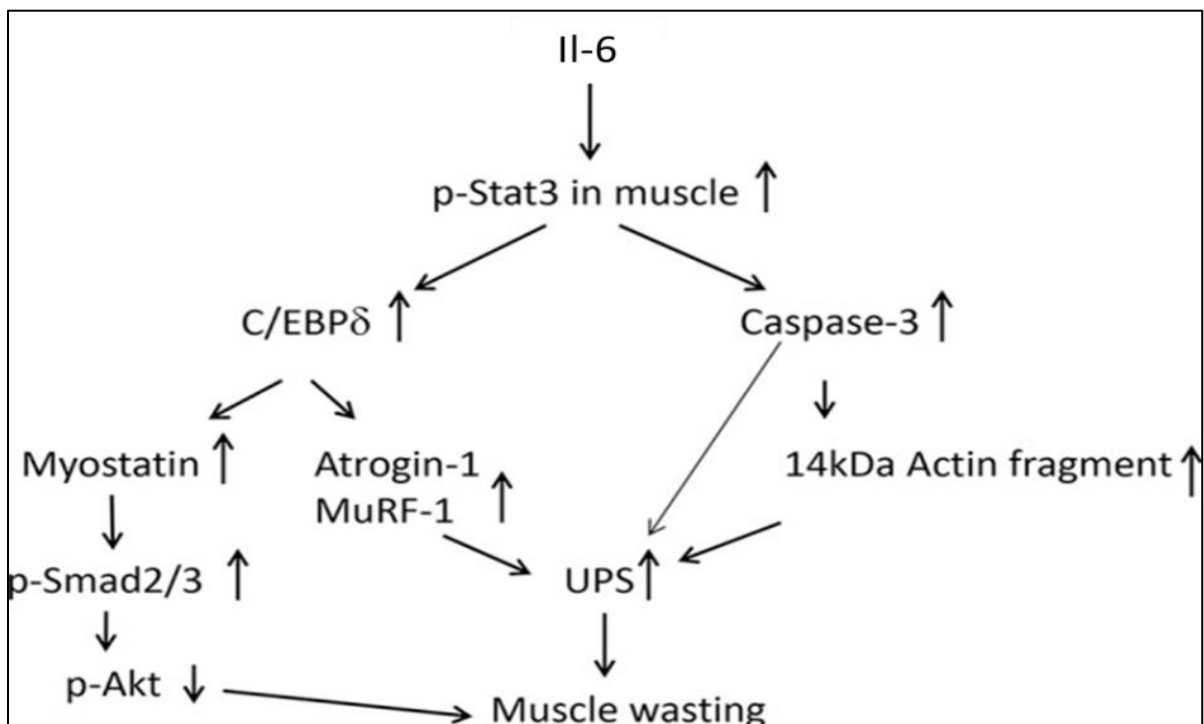 Il-6
p-Stat3 in muscle ↑
C/EBPδ ↑
Caspase-3 ↑
Myostatin ↑
Atrogin-1
MuRF-1 ↑
14kDa Actin fragment ↑
p-Smad2/3 ↑
UPS ↑
p-Akt ↓
Muscle wasting